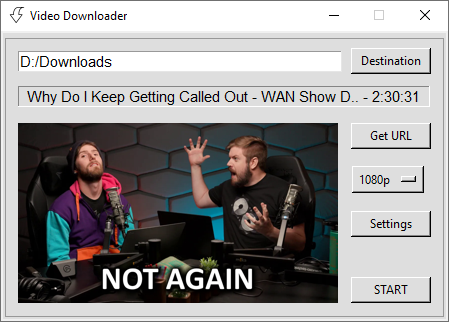 Video Downloader
D:/Downloads
Destination
Why Do I Keep Getting Called Out - WAN Show D.. - 2:30:31
Get URL
1080p
Settings
NOT AGAIN
START